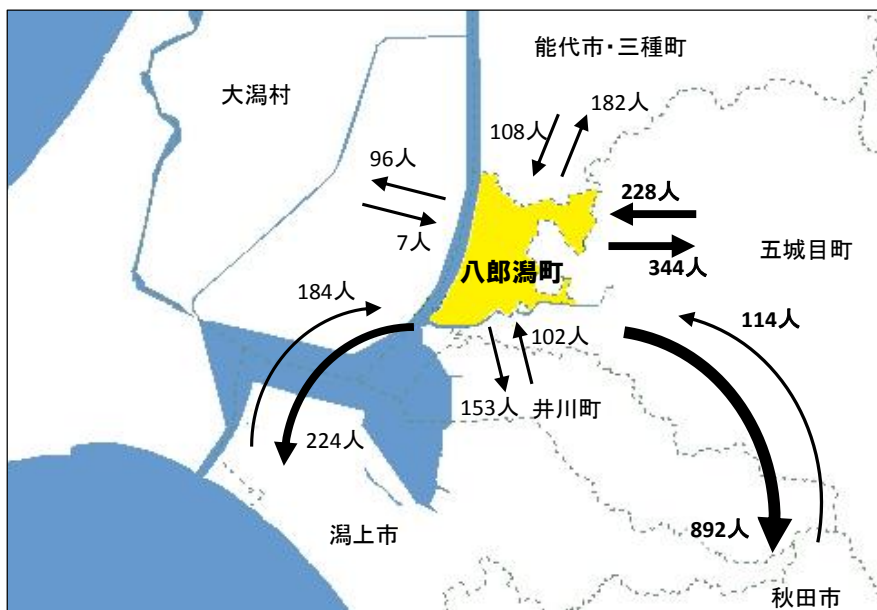 能代市・三種町
大潟村
182人
108人
96人
228人
7人
五城目町
八郎潟町
344人
184人
114人
102人
153人
井川町
224人
潟上市
892人
秋田市